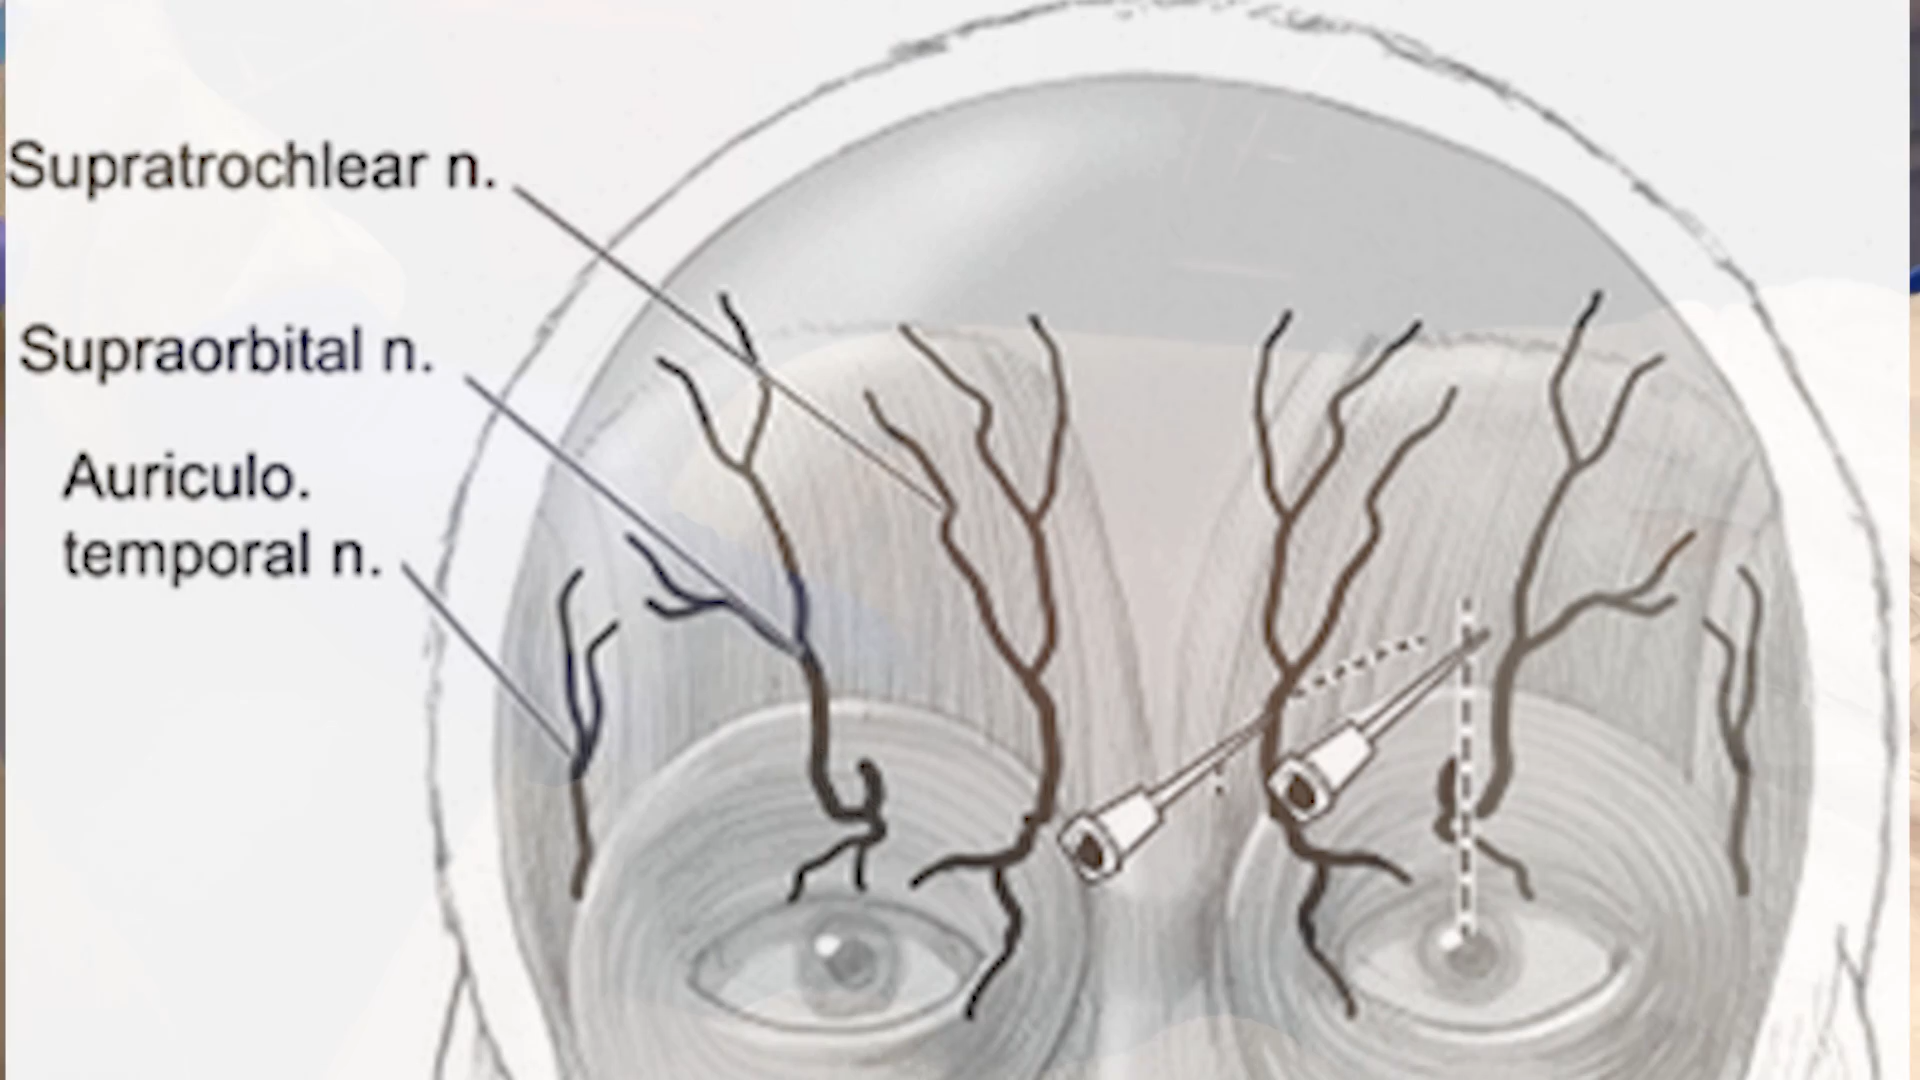 Supratrochlear n.
Supraorbital n.
Auriculo.
temporal n.